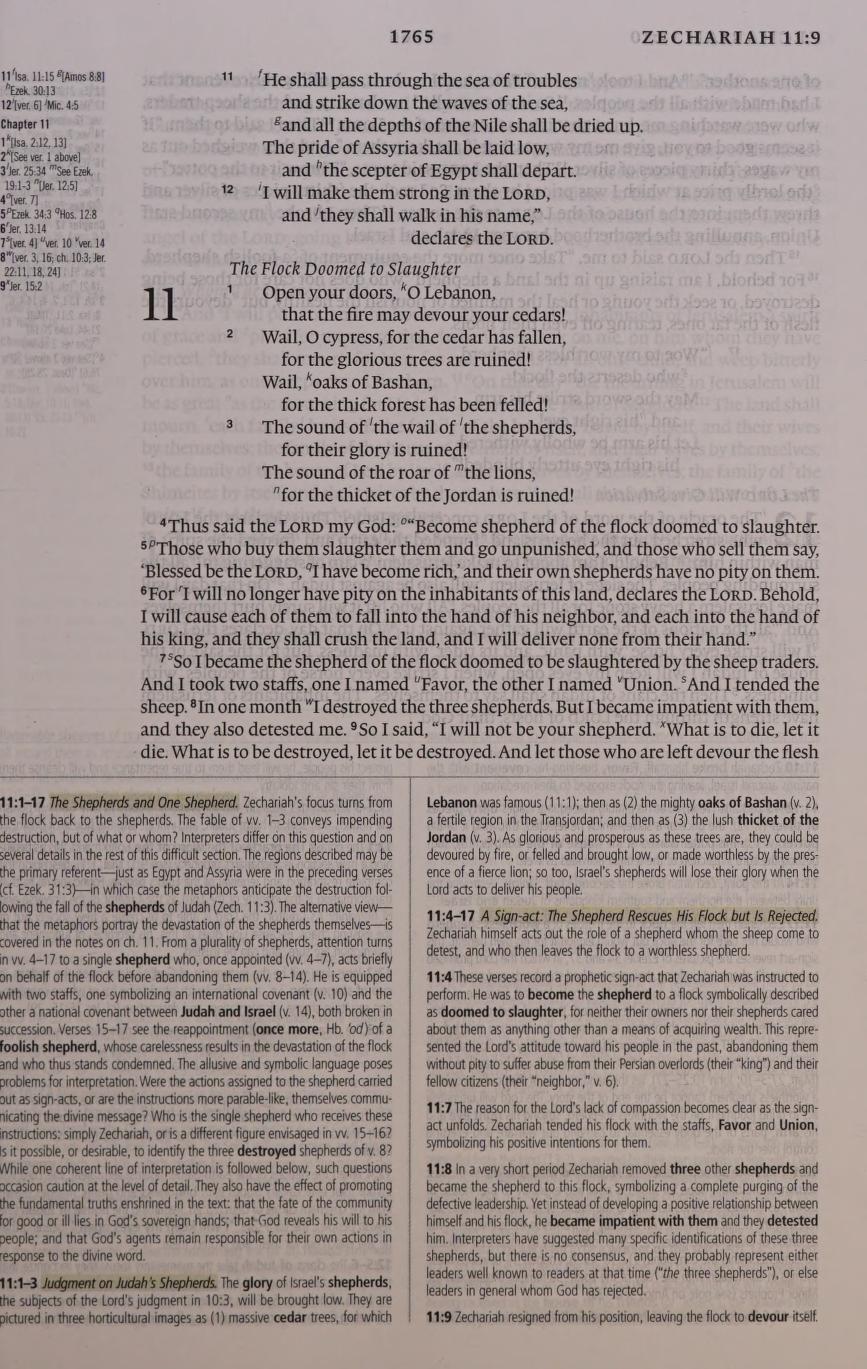 1765
ZECHARIAH 11:9
11 fIsa. 11:15 g[Amos 8:8]
hEzek. 30:13
12 i[ver. 6] jMic. 4:5
Chapter 11
1 k[Isa. 2:12, 13]
2 k[See ver. 1 above]
3 lJer. 25:34 mSee Ezek.
19:1-3 n[Jer. 12:5]
4 o[ver. 7]
5 pEzek. 34:3 qHos. 12:8
6 rJer. 13:14
7 s[ver. 4] uver. 10 vver. 14
8 w[ver. 3, 16; ch. 10:3; Jer.
22:11, 18, 24]
9 xJer. 15:2
11 fHe shall pass through the sea of troubles
and strike down the waves of the sea,
gand all the depths of the Nile shall be dried up.
The pride of Assyria shall be laid low,
and hthe scepter of Egypt shall depart.
12 iI will make them strong in the LORD,
and jthey shall walk in his name,”
declares the LORD.
The Flock Doomed to Slaughter
11 1 Open your doors, kO Lebanon,
that the fire may devour your cedars!
2 Wail, O cypress, for the cedar has fallen,
for the glorious trees are ruined!
Wail, koaks of Bashan,
for the thick forest has been felled!
3 The sound of lthe wail of lthe shepherds,
for their glory is ruined!
The sound of the roar of mthe lions,
nfor the thicket of the Jordan is ruined!
4Thus said the LORD my God: o“Become shepherd of the flock doomed to slaughter.
5pThose who buy them slaughter them and go unpunished, and those who sell them say,
‘Blessed be the LORD, qI have become rich,’ and their own shepherds have no pity on them.
6For rI will no longer have pity on the inhabitants of this land, declares the LORD. Behold,
I will cause each of them to fall into the hand of his neighbor, and each into the hand of
his king, and they shall crush the land, and I will deliver none from their hand.”
7sSo I became the shepherd of the flock doomed to be slaughtered by the sheep traders.
And I took two staffs, one I named uFavor, the other I named vUnion. sAnd I tended the
sheep. 8In one month wI destroyed the three shepherds. But I became impatient with them,
and they also detested me. 9So I said, “I will not be your shepherd. xWhat is to die, let it
die. What is to be destroyed, let it be destroyed. And let those who are left devour the flesh
11:1–17 The Shepherds and One Shepherd. Zechariah's focus turns from
the flock back to the shepherds. The fable of vv. 1–3 conveys impending
destruction, but of what or whom? Interpreters differ on this question and on
several details in the rest of this difficult section. The regions described may be
the primary referent—just as Egypt and Assyria were in the preceding verses
(cf. Ezek. 31:3)—in which case the metaphors anticipate the destruction fol-
lowing the fall of the shepherds of Judah (Zech. 11:3). The alternative view—
that the metaphors portray the devastation of the shepherds themselves—is
covered in the notes on ch. 11. From a plurality of shepherds, attention turns
in vv. 4–17 to a single shepherd who, once appointed (vv. 4–7), acts briefly
on behalf of the flock before abandoning them (vv. 8–14). He is equipped
with two staffs, one symbolizing an international covenant (v. 10) and the
other a national covenant between Judah and Israel (v. 14), both broken in
succession. Verses 15–17 see the reappointment (once more, Hb. ‘od) of a
foolish shepherd, whose carelessness results in the devastation of the flock
and who thus stands condemned. The allusive and symbolic language poses
problems for interpretation. Were the actions assigned to the shepherd carried
out as sign-acts, or are the instructions more parable-like, themselves commu-
nicating the divine message? Who is the single shepherd who receives these
instructions: simply Zechariah, or is a different figure envisaged in vv. 15–16?
Is it possible, or desirable, to identify the three destroyed shepherds of v. 8?
While one coherent line of interpretation is followed below, such questions
occasion caution at the level of detail. They also have the effect of promoting
the fundamental truths enshrined in the text: that the fate of the community
for good or ill lies in God's sovereign hands; that God reveals his will to his
people; and that God's agents remain responsible for their own actions in
response to the divine word.
11:1–3 Judgment on Judah's Shepherds. The glory of Israel's shepherds,
the subjects of the Lord's judgment in 10:3, will be brought low. They are
pictured in three horticultural images as (1) massive cedar trees, for which
Lebanon was famous (11:1); then as (2) the mighty oaks of Bashan (v. 2),
a fertile region in the Transjordan; and then as (3) the lush thicket of the
Jordan (v. 3). As glorious and prosperous as these trees are, they could be
devoured by fire, or felled and brought low, or made worthless by the pres-
ence of a fierce lion; so too, Israel's shepherds will lose their glory when the
Lord acts to deliver his people.
11:4–17 A Sign-act: The Shepherd Rescues His Flock but Is Rejected.
Zechariah himself acts out the role of a shepherd whom the sheep come to
detest, and who then leaves the flock to a worthless shepherd.
11:4 These verses record a prophetic sign-act that Zechariah was instructed to
perform. He was to become the shepherd to a flock symbolically described
as doomed to slaughter, for neither their owners nor their shepherds cared
about them as anything other than a means of acquiring wealth. This repre-
sented the Lord's attitude toward his people in the past, abandoning them
without pity to suffer abuse from their Persian overlords (their “king”) and their
fellow citizens (their “neighbor,” v. 6).
11:7 The reason for the Lord's lack of compassion becomes clear as the sign-
act unfolds. Zechariah tended his flock with the staffs, Favor and Union,
symbolizing his positive intentions for them.
11:8 In a very short period Zechariah removed three other shepherds and
became the shepherd to this flock, symbolizing a complete purging of the
defective leadership. Yet instead of developing a positive relationship between
himself and his flock, he became impatient with them and they detested
him. Interpreters have suggested many specific identifications of these three
shepherds, but there is no consensus, and they probably represent either
leaders well known to readers at that time (“the three shepherds”), or else
leaders in general whom God has rejected.
11:9 Zechariah resigned from his position, leaving the flock to devour itself.